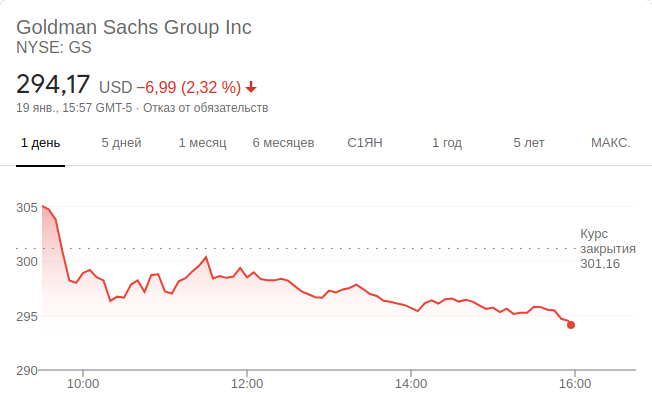 Goldman Sachs Group Inc
NYSE: GS
294,17 USD −6,99 (2,32 %)
19 янв., 15:57 GMT-5 · Отказ от обязательств
1 день 5 дней 1 месяц 6 месяцев С1ЯН 1 год 5 лет МАКС.
305
Курс
закрытия
301,16
300
295
290
10:00 12:00 14:00 16:00